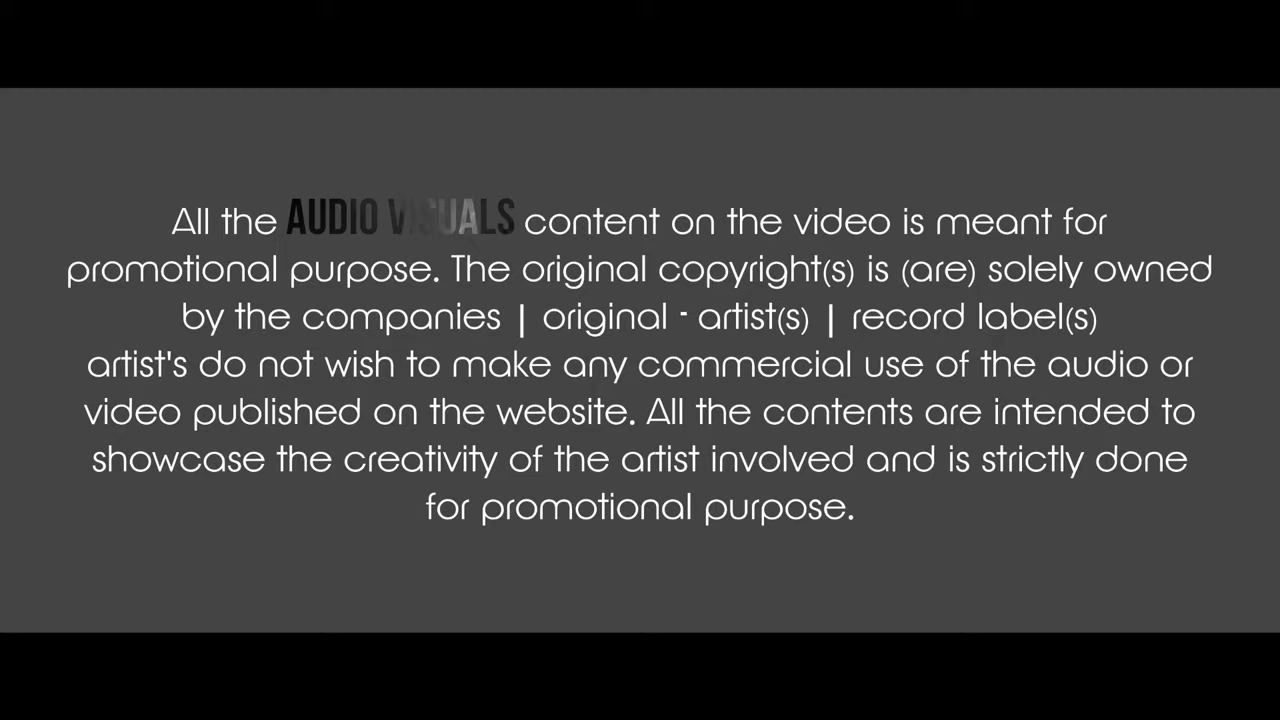 All the AUDIO VISUALS content on the video is meant for
promotional purpose. The original copyright(s) is (are) solely owned
by the companies | original - artist(s) | record label(s)
artist's do not wish to make any commercial use of the audio or
video published on the website. All the contents are intended to
showcase the creativity of the artist involved and is strictly done
for promotional purpose.